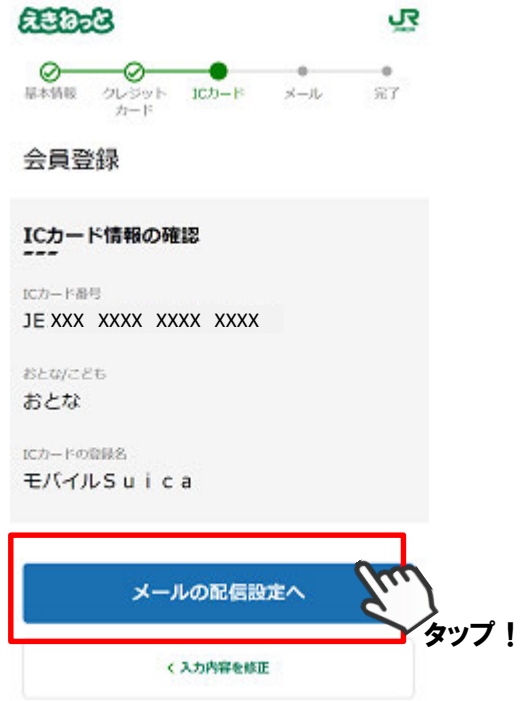 えきねっと
JR
基本情報
クレジット
カード
ICカード
メール
完了
会員登録
ICカード情報の確認
ICカード番号
JE XXX XXXX XXXX XXXX
おとな/こども
おとな
ICカードの登録名
モバイルSuica
メールの配信設定へ
タップ!
< 入力内容を修正